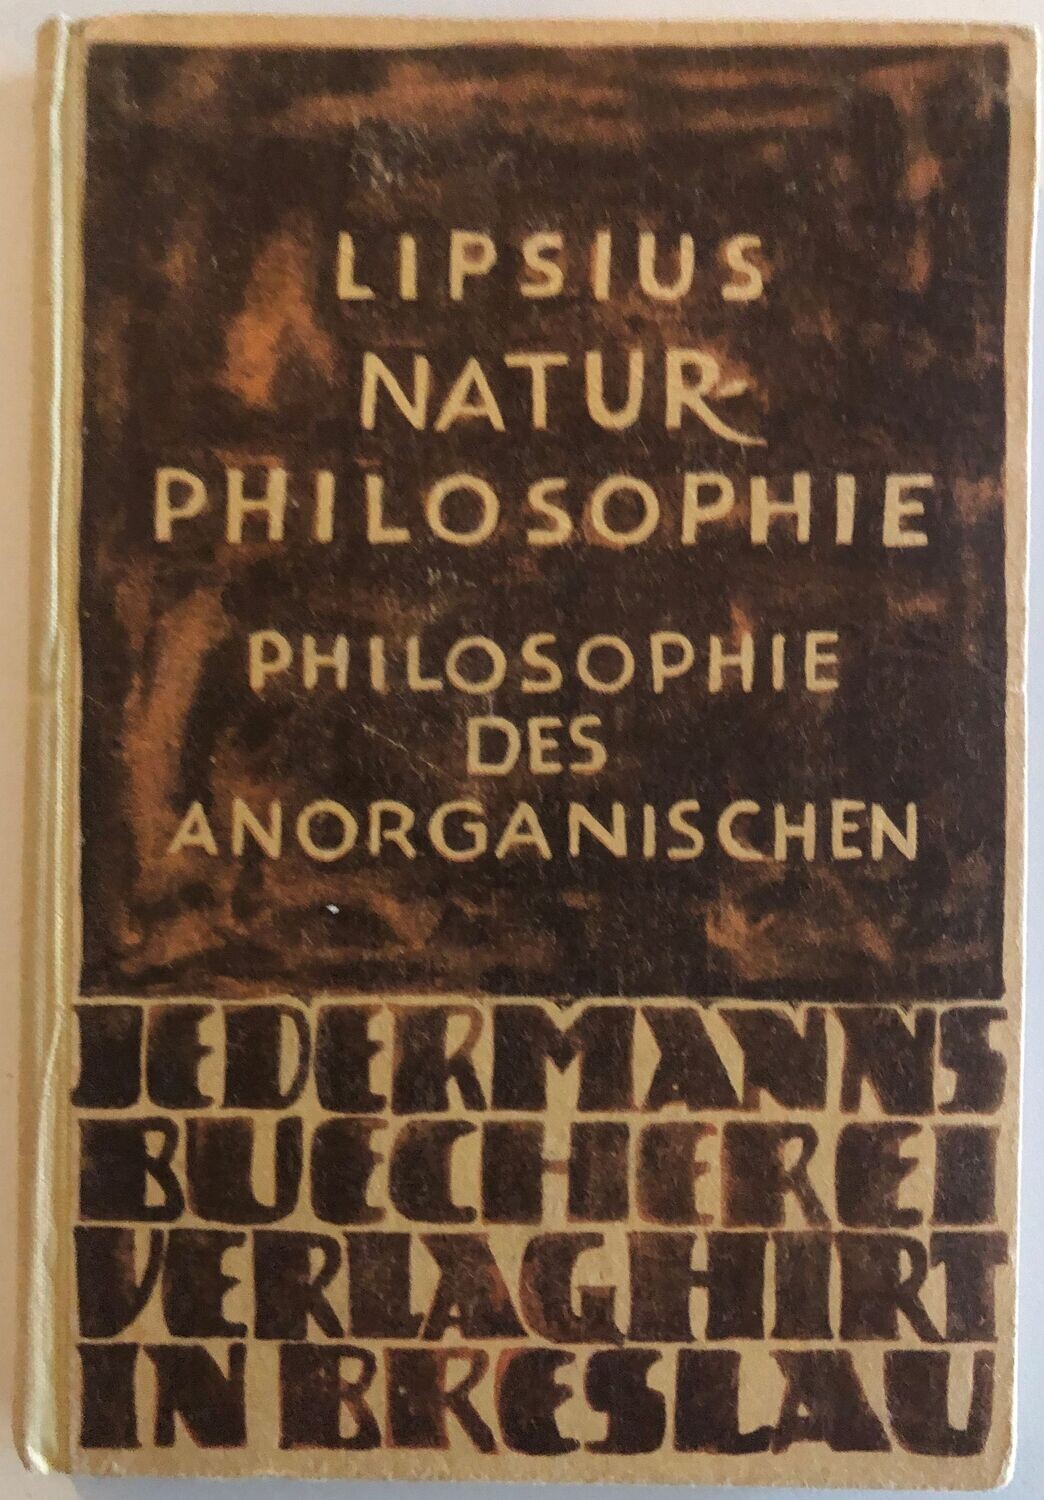 LIPSIUS
NATUR-
PHILOSOPHIE
PHILOSOPHIE
DES
ANORGANISCHEN
JEDERMANNS
BUECHEREI
VERLAG HIRT
IN BRESLAU